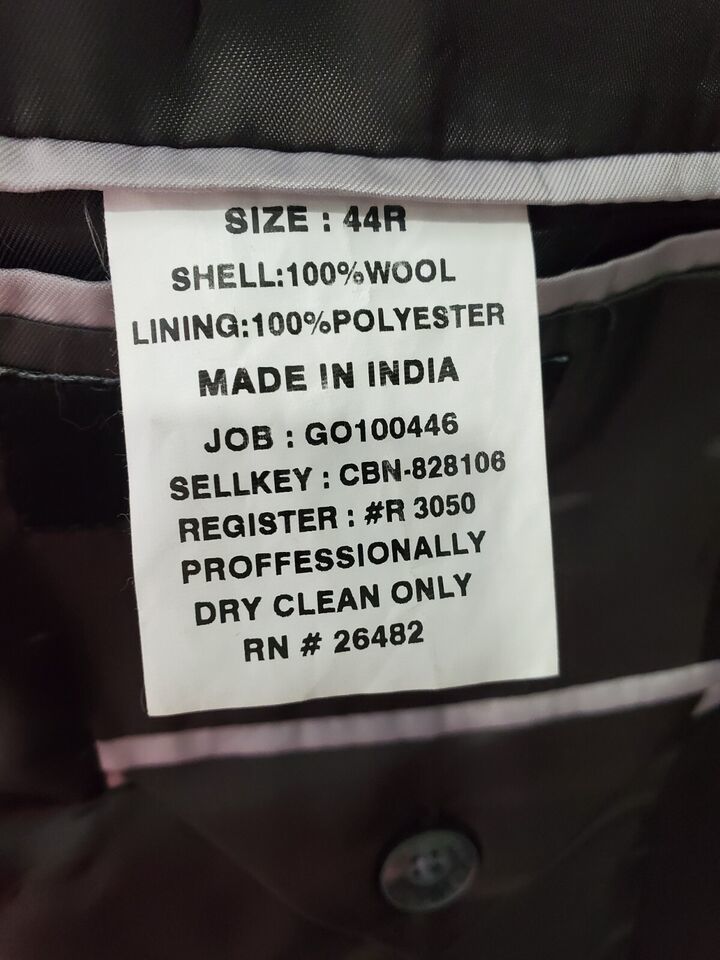 SIZE : 44R
SHELL:100%WOOL
LINING:100%POLYESTER
MADE IN INDIA
JOB : GO100446
SELLKEY : CBN-828106
REGISTER : #R 3050
PROFFESSIONALLY
DRY CLEAN ONLY
RN # 26482